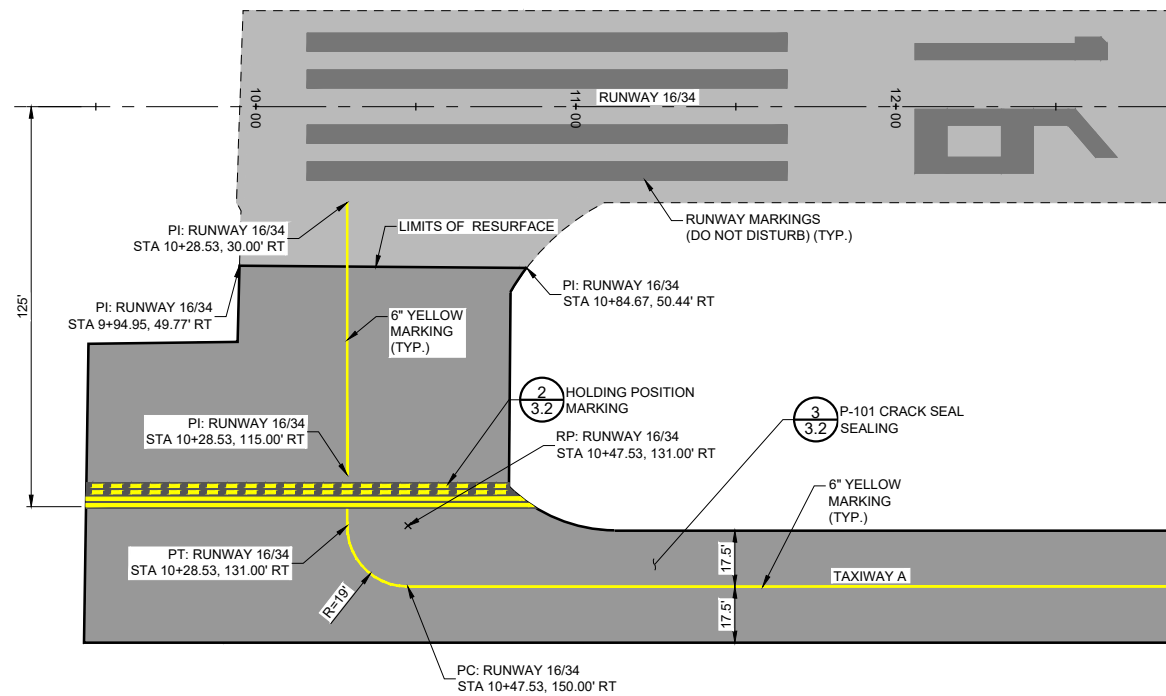 RUNWAY 16/34
10+00
11+00
12+00
125'
PI: RUNWAY 16/34
STA 10+28.53, 30.00' RT
LIMITS OF RESURFACE
RUNWAY MARKINGS
(DO NOT DISTURB) (TYP.)
PI: RUNWAY 16/34
STA 9+94.95, 49.77' RT
PI: RUNWAY 16/34
STA 10+84.67, 50.44' RT
6" YELLOW
MARKING
(TYP.)
2
3.2
HOLDING POSITION
MARKING
3
3.2
P-101 CRACK SEAL
SEALING
PI: RUNWAY 16/34
STA 10+28.53, 115.00' RT
RP: RUNWAY 16/34
STA 10+47.53, 131.00' RT
6" YELLOW
MARKING
(TYP.)
PT: RUNWAY 16/34
STA 10+28.53, 131.00' RT
R=19'
17.5'
TAXIWAY A
17.5'
PC: RUNWAY 16/34
STA 10+47.53, 150.00' RT